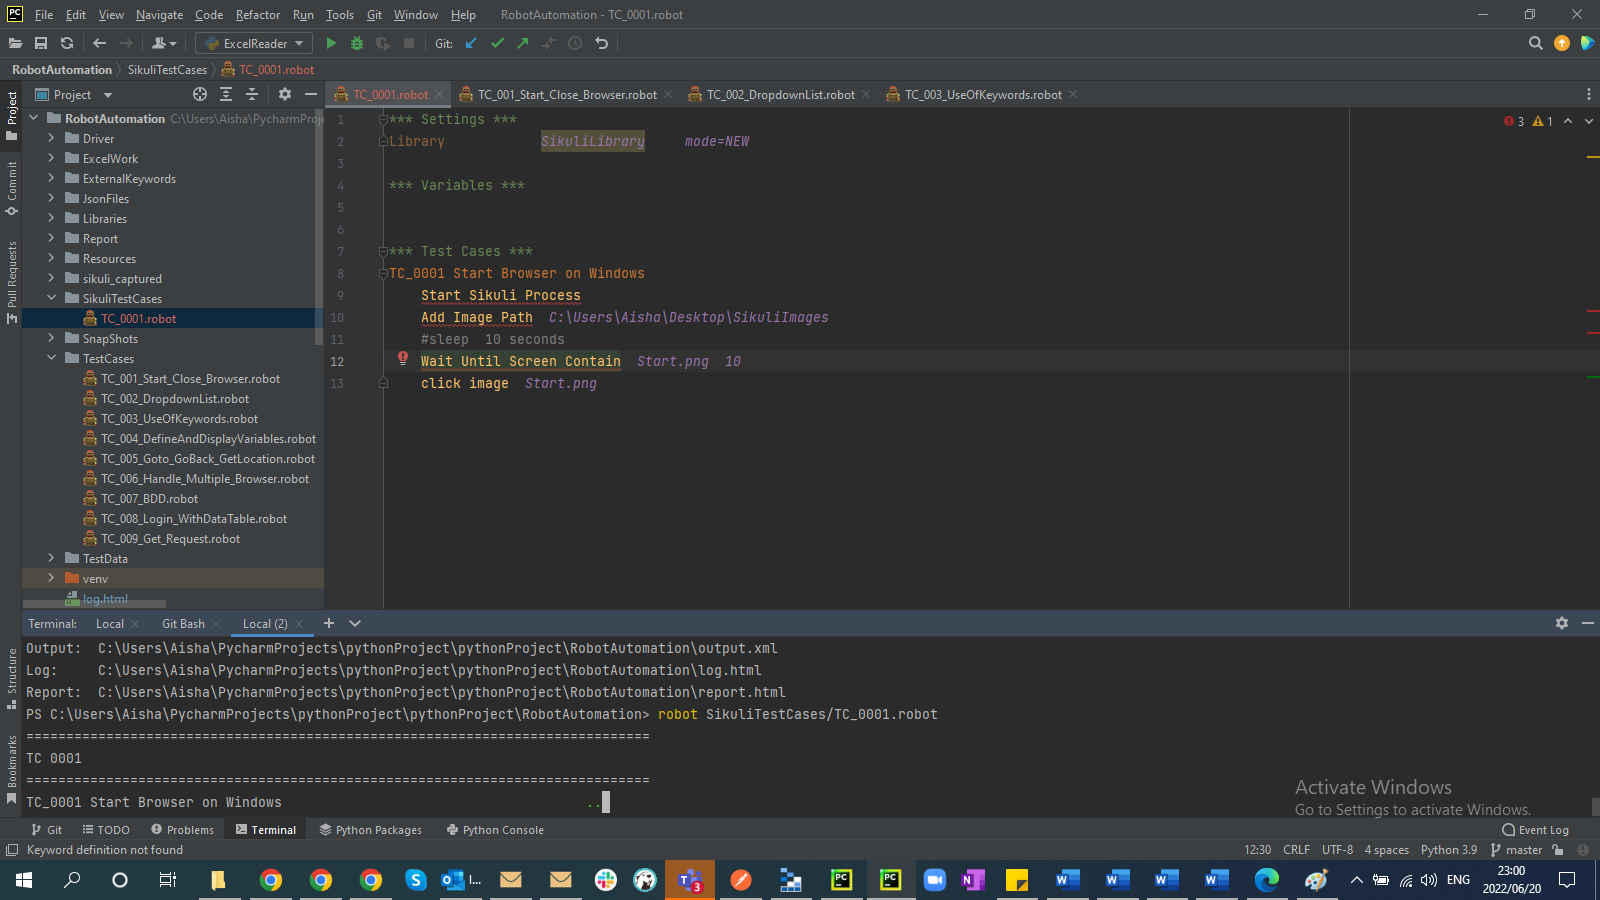 File Edit View Navigate Code Refactor Run Tools Git Window Help RobotAutomation - TC_0001.robot
ExcelReader Git:
RobotAutomation SikuliTestCases TC_0001.robot
Project
TC_0001.robot TC_001_Start_Close_Browser.robot TC_002_DropdownList.robot TC_003_UseOfKeywords.robot
Project
Commit
Pull Requests
Structure
Bookmarks
RobotAutomation C:\Users\Aisha\PycharmProje
Driver
ExcelWork
ExternalKeywords
JsonFiles
Libraries
Report
Resources
sikuli_captured
SikuliTestCases
TC_0001.robot
SnapShots
TestCases
TC_001_Start_Close_Browser.robot
TC_002_DropdownList.robot
TC_003_UseOfKeywords.robot
TC_004_DefineAndDisplayVariables.robot
TC_005_Goto_GoBack_GetLocation.robot
TC_006_Handle_Multiple_Browser.robot
TC_007_BDD.robot
TC_008_Login_WithDataTable.robot
TC_009_Get_Request.robot
TestData
venv
log.html
3 1
1 *** Settings ***
2 Library SikuliLibrary mode=NEW
3
4 *** Variables ***
5
6
7 *** Test Cases ***
8 TC_0001 Start Browser on Windows
9 Start Sikuli Process
10 Add Image Path C:\Users\Aisha\Desktop\SikuliImages
11 #sleep 10 seconds
12 Wait Until Screen Contain Start.png 10
13 click image Start.png
Terminal: Local Git Bash Local (2)
Output: C:\Users\Aisha\PycharmProjects\pythonProject\pythonProject\RobotAutomation\output.xml
Log: C:\Users\Aisha\PycharmProjects\pythonProject\pythonProject\RobotAutomation\log.html
Report: C:\Users\Aisha\PycharmProjects\pythonProject\pythonProject\RobotAutomation\report.html
PS C:\Users\Aisha\PycharmProjects\pythonProject\pythonProject\RobotAutomation> robot SikuliTestCases/TC_0001.robot
==============================================================================
TC 0001
==============================================================================
TC_0001 Start Browser on Windows ..
Activate Windows
Go to Settings to activate Windows.
Git TODO Problems Terminal Python Packages Python Console Event Log
Keyword definition not found 12:30 CRLF UTF-8 4 spaces Python 3.9 master
I... 3 ENG 23:00
2022/06/20